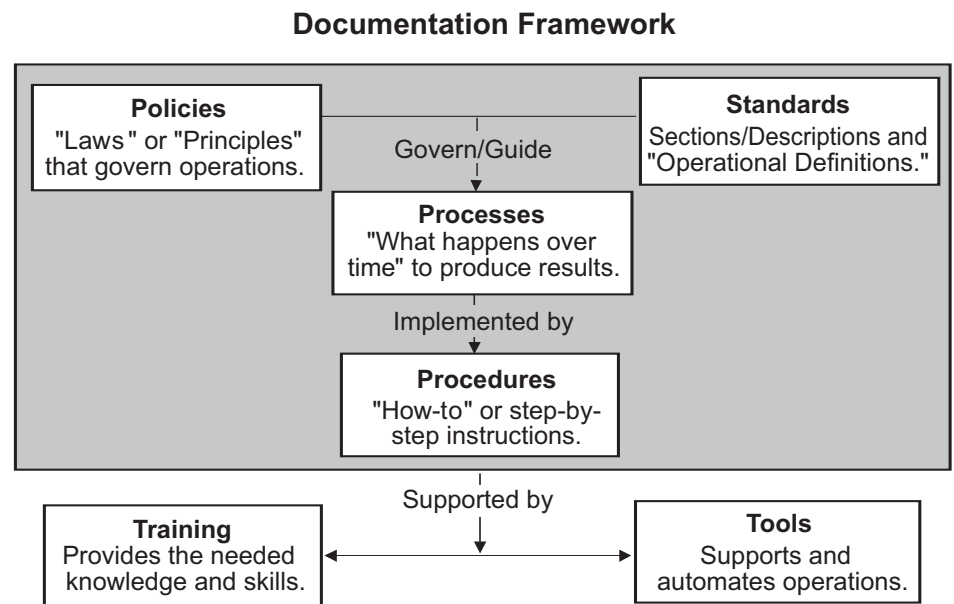 Documentation Framework
Policies
"Laws" or "Principles"
that govern operations.
Standards
Sections/Descriptions and
"Operational Definitions."
Govern/Guide
Processes
"What happens over
time" to produce results.
Implemented by
Procedures
"How-to" or step-by-
step instructions.
Supported by
Training
Provides the needed
knowledge and skills.
Tools
Supports and
automates operations.